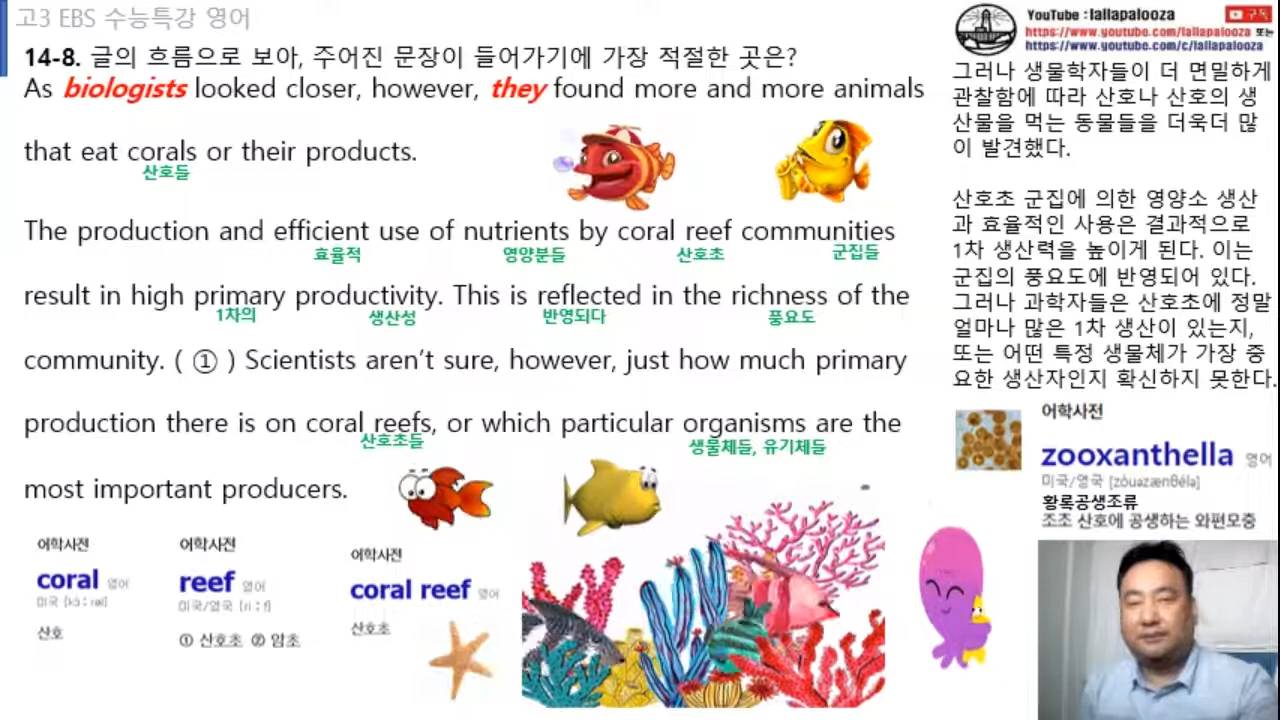 고3 EBS 수능특강 영어
14-8. 글의 흐름으로 보아, 주어진 문장이 들어가기에 가장 적절한 곳은?
As biologists looked closer, however, they found more and more animals
that eat corals or their products.
산호들
The production and efficient use of nutrients by coral reef communities
효율적 영양분들 산호초 군집들
result in high primary productivity. This is reflected in the richness of the
1차의 생산성 반영되다 풍요도
community. ( ① ) Scientists aren't sure, however, just how much primary
production there is on coral reefs, or which particular organisms are the
산호초들 생물체들, 유기체들
most important producers.
어학사전
coral 영어
미국 [kɔ́ːrəl]
산호
어학사전
reef 영어
미국/영국 [riːf]
① 산호초 ② 암초
어학사전
coral reef 영어
산호초
YouTube : lallapalooza 구독
https://www.youtube.com/lallapalooza 또는
https://www.youtube.com/c/lallapalooza
그러나 생물학자들이 더 면밀하게
관찰함에 따라 산호나 산호의 생
산물을 먹는 동물들을 더욱더 많
이 발견했다.
산호초 군집에 의한 영양소 생산
과 효율적인 사용은 결과적으로
1차 생산력을 높이게 된다. 이는
군집의 풍요도에 반영되어 있다.
그러나 과학자들은 산호초에 정말
얼마나 많은 1차 생산이 있는지,
또는 어떤 특정 생물체가 가장 중
요한 생산자인지 확신하지 못한다.
어학사전
zooxanthella 영어
미국/영국 [zòuəzænθélə]
황록공생조류
조조 산호에 공생하는 와편모충